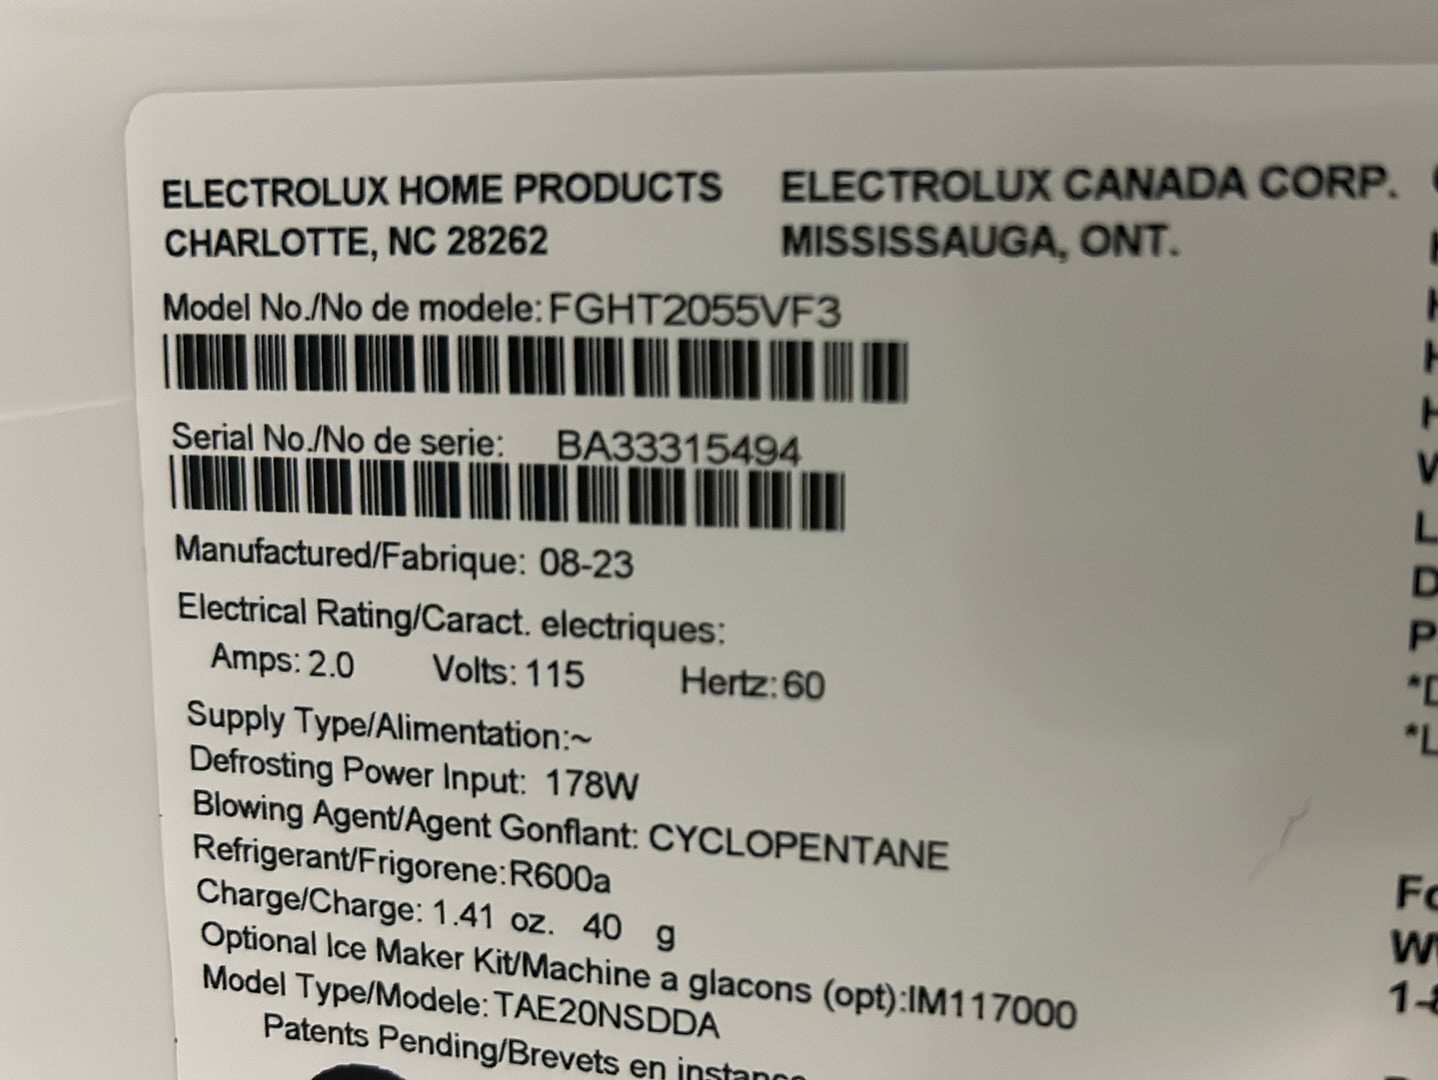 ELECTROLUX HOME PRODUCTS ELECTROLUX CANADA CORP.
CHARLOTTE, NC 28262 MISSISSAUGA, ONT.
Model No./No de modele: FGHT2055VF3
Serial No./No de serie: BA33315494
Manufactured/Fabrique: 08-23
Electrical Rating/Caract. electriques:
Amps: 2.0 Volts: 115 Hertz: 60
Supply Type/Alimentation:~
Defrosting Power Input: 178W
Blowing Agent/Agent Gonflant: CYCLOPENTANE
Refrigerant/Frigorene:R600a
Charge/Charge: 1.41 oz. 40 g
Optional Ice Maker Kit/Machine a glacons (opt):IM117000
Model Type/Modele: TAE20NSDDA
Patents Pending/Brevets en